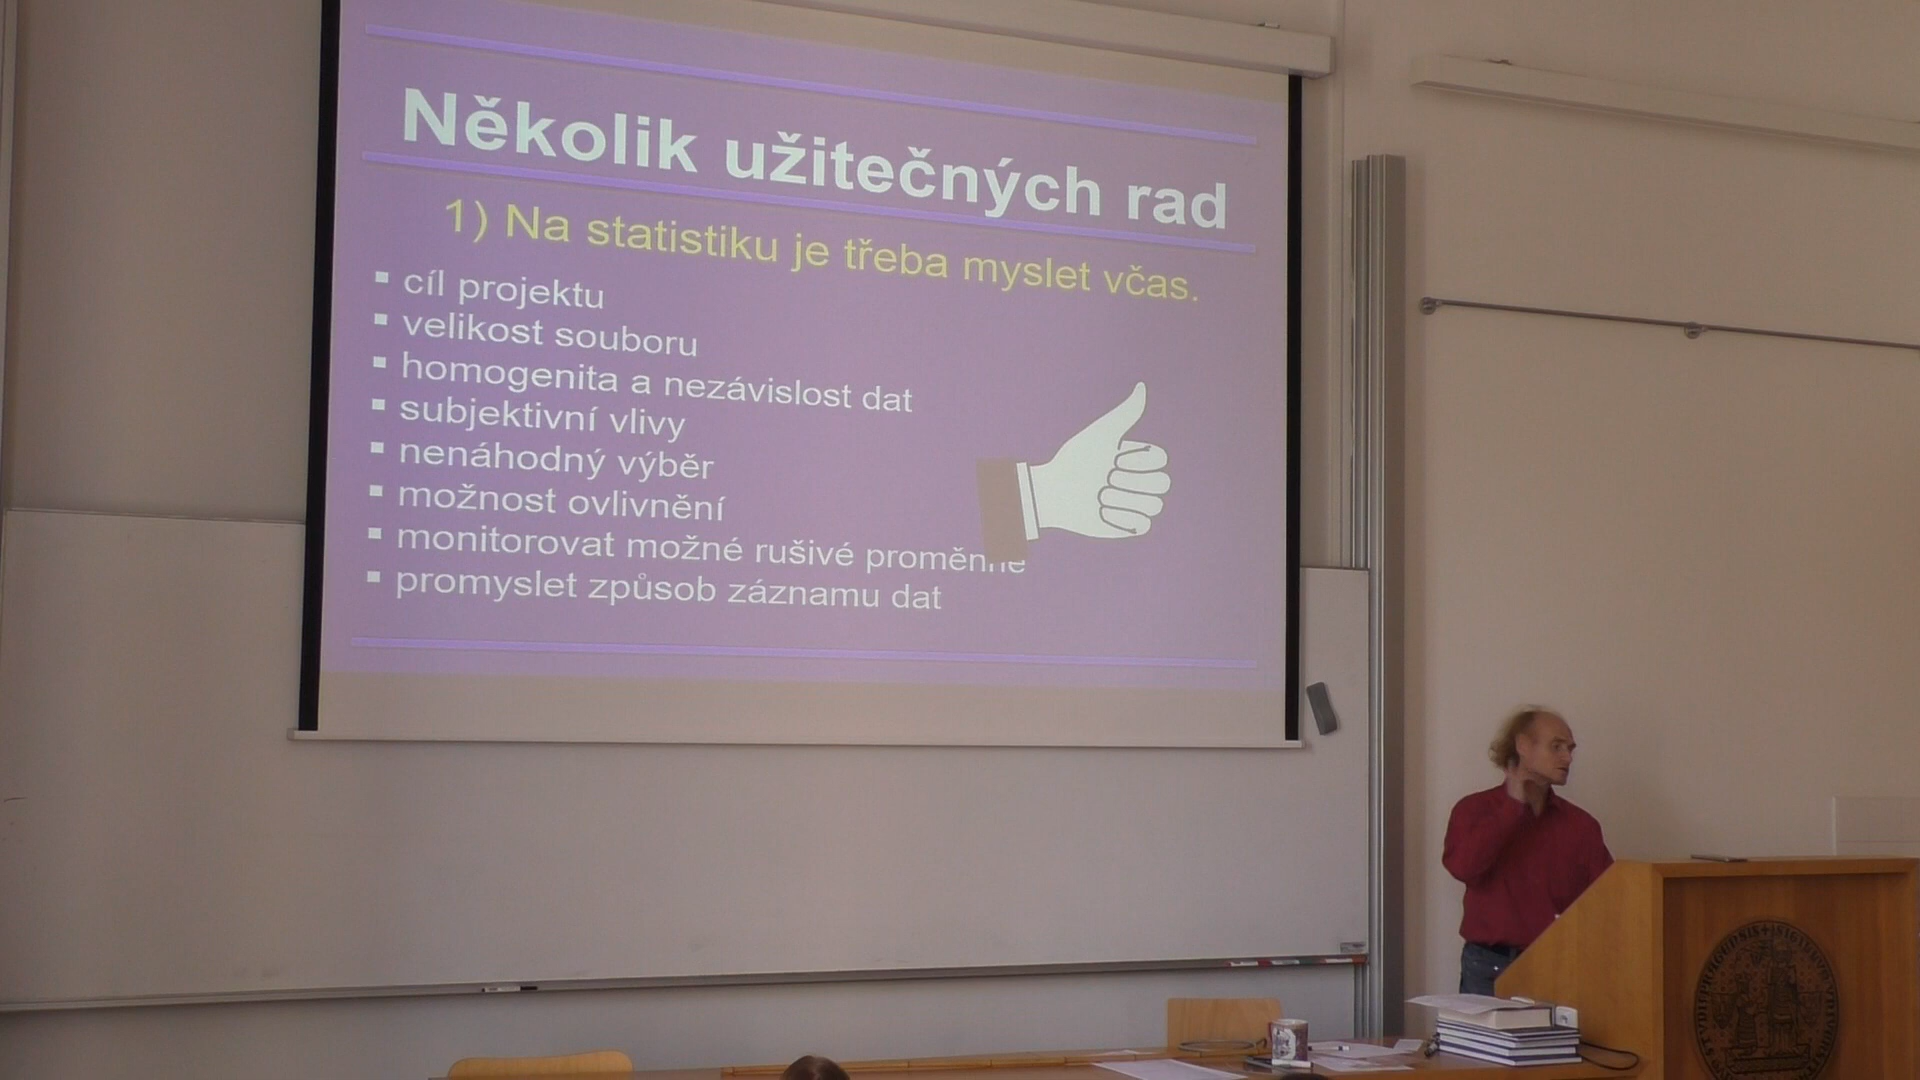 Několik užitečných rad
1) Na statistiku je třeba myslet včas.
▪ cíl projektu
▪ velikost souboru
▪ homogenita a nezávislost dat
▪ subjektivní vlivy
▪ nenáhodný výběr
▪ možnost ovlivnění
▪ monitorovat možné rušivé proměnné
▪ promyslet způsob záznamu dat